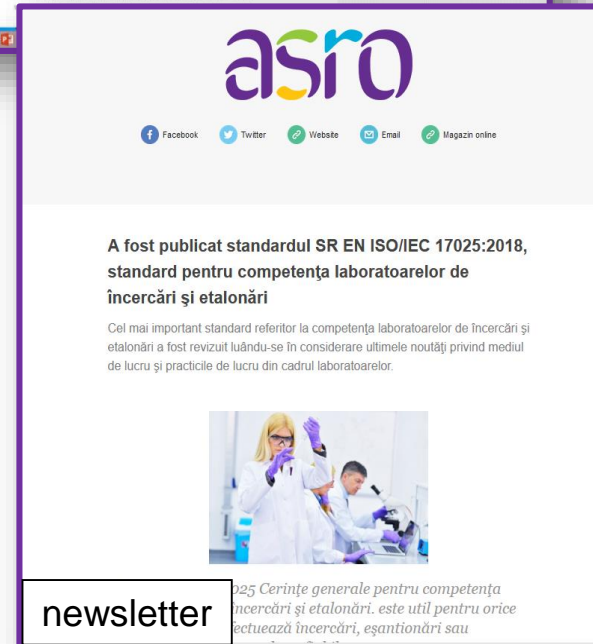 asro
Facebook Twitter Website Email Magazin online
A fost publicat standardul SR EN ISO/IEC 17025:2018,
standard pentru competenţa laboratoarelor de
încercări şi etalonări
Cel mai important standard referitor la competenţa laboratoarelor de încercări şi
etalonări a fost revizuit luându-se în considerare ultimele noutăţi privind mediul
de lucru şi practicile de lucru din cadrul laboratoarelor.
025 Cerinţe generale pentru competenţa
încercări şi etalonări. este util pentru orice
fectuează încercări, eşantionări sau
newsletter